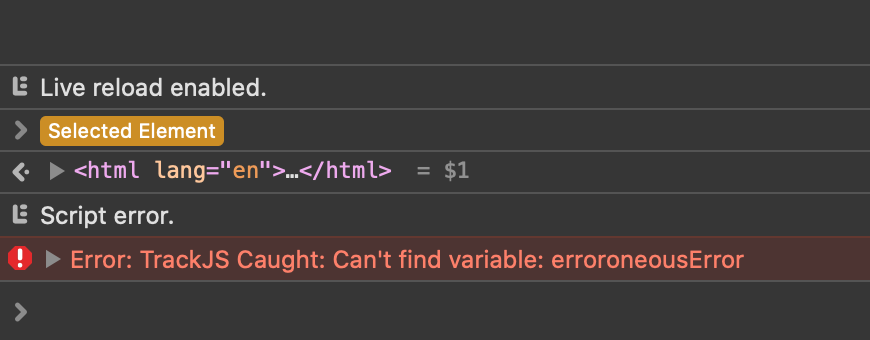 Live reload enabled.
Selected Element
<html lang="en">…</html> = $1
Script error.
Error: TrackJS Caught: Can't find variable: erroroneousError